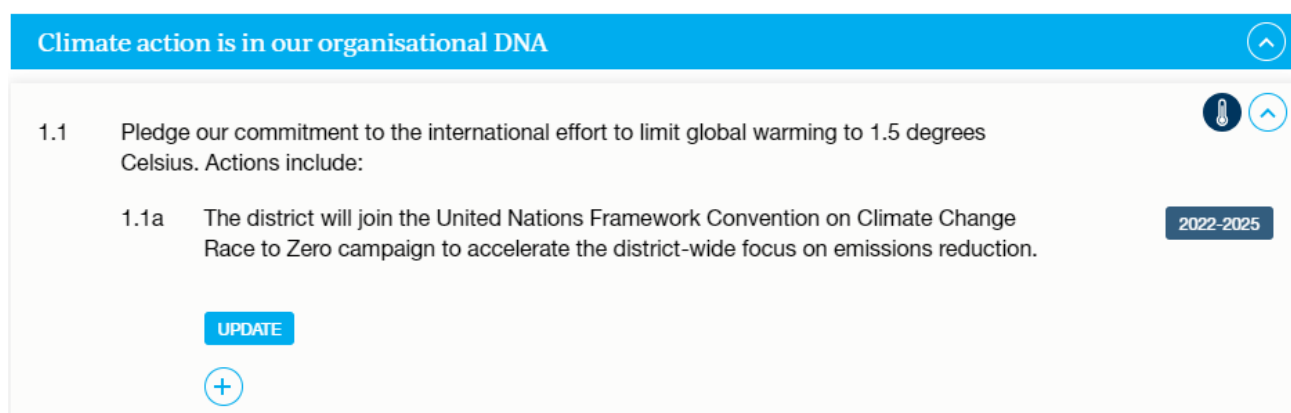 Climate action is in our organisational DNA
1.1 Pledge our commitment to the international effort to limit global warming to 1.5 degrees
Celsius. Actions include:
1.1a The district will join the United Nations Framework Convention on Climate Change
2022-2025
Race to Zero campaign to accelerate the district-wide focus on emissions reduction.
UPDATE